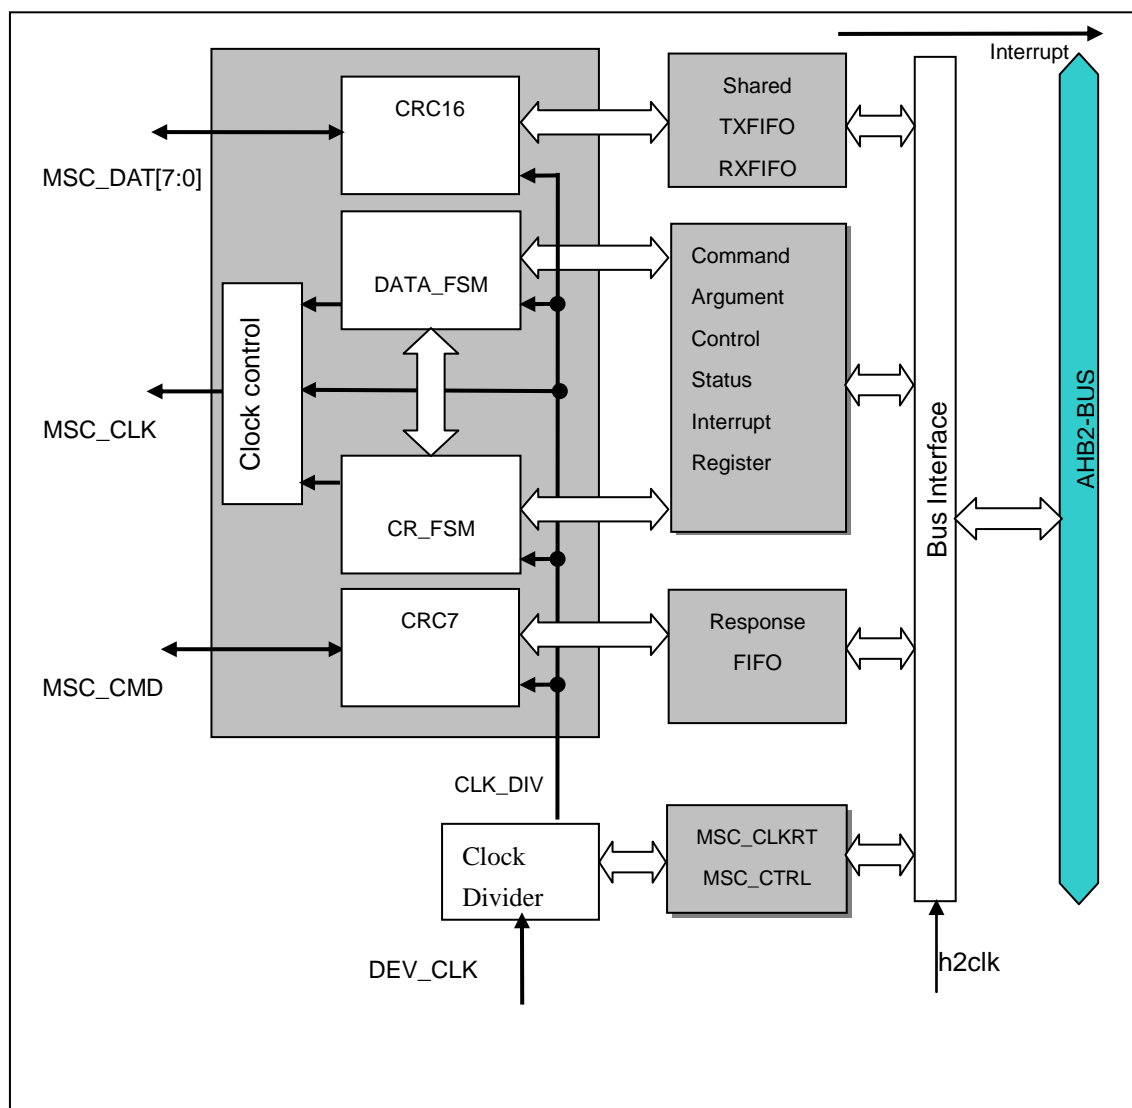 Interrupt
CRC16
Shared
TXFIFO
RXFIFO
MSC_DAT[7:0]
DATA_FSM
Command
Argument
Control
Status
Interrupt
Register
Clock control
MSC_CLK
CR_FSM
Bus Interface
AHB2-BUS
CRC7
Response
FIFO
MSC_CMD
CLK_DIV
Clock
Divider
MSC_CLKRT
MSC_CTRL
DEV_CLK
h2clk